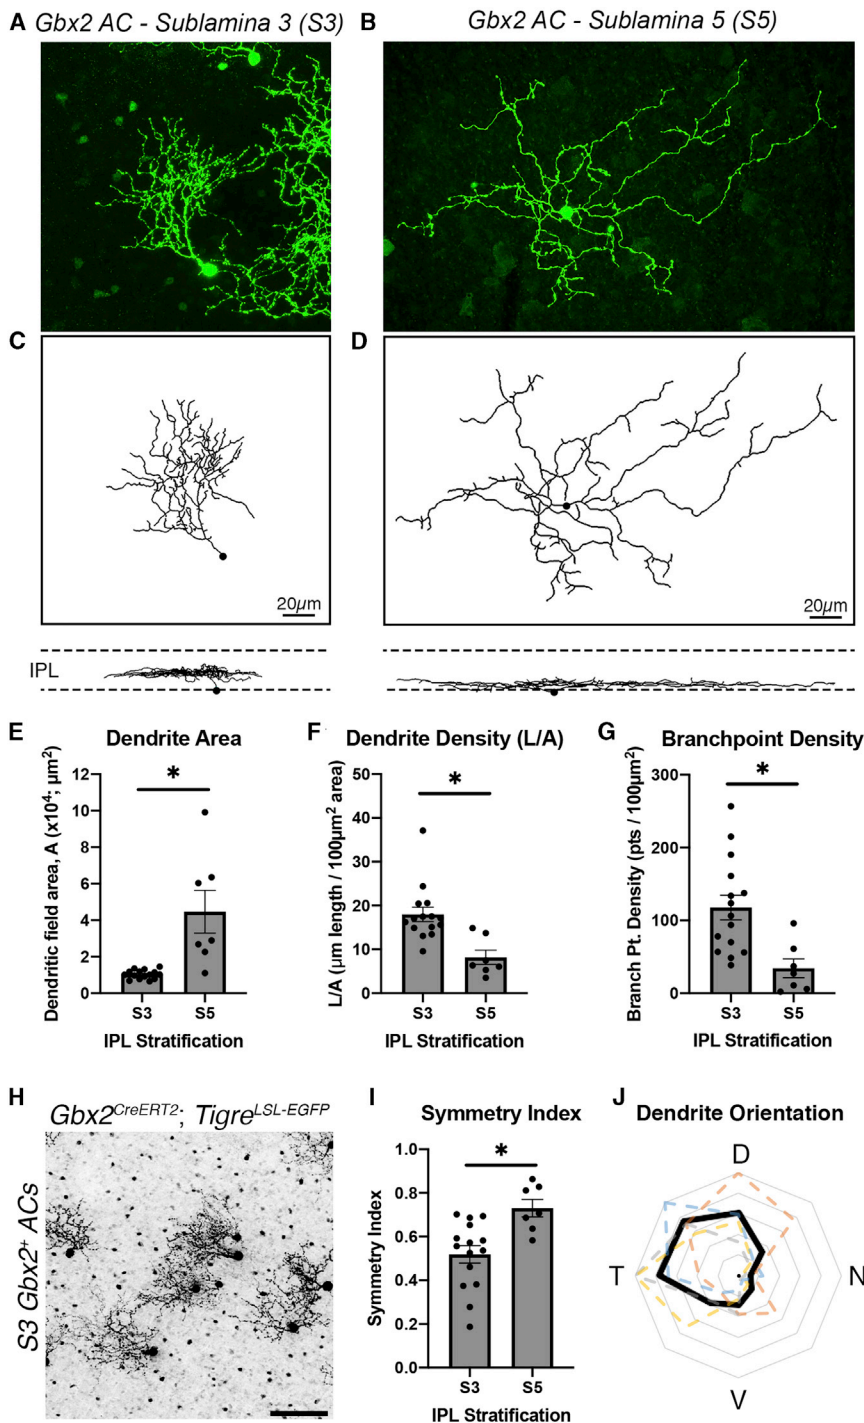 A Gbx2 AC - Sublamina 3 (S3)
B Gbx2 AC - Sublamina 5 (S5)
C
D
20µm
20µm
IPL
E Dendrite Area
Dendritic field area, A (x10⁴; µm²)
*
12
10
8
6
4
2
0
S3 S5
IPL Stratification
F Dendrite Density (L/A)
L/A (µm length / 100µm² area)
*
50
40
30
20
10
0
S3 S5
IPL Stratification
G Branchpoint Density
Branch Pt. Density (pts / 100µm²)
*
300
200
100
0
S3 S5
IPL Stratification
H Gbx2^CreERT2; Tigre^LSL-EGFP
S3 Gbx2⁺ ACs
I Symmetry Index
Symmetry Index
*
1.0
0.8
0.6
0.4
0.2
0.0
S3 S5
IPL Stratification
J Dendrite Orientation
D
T
N
V